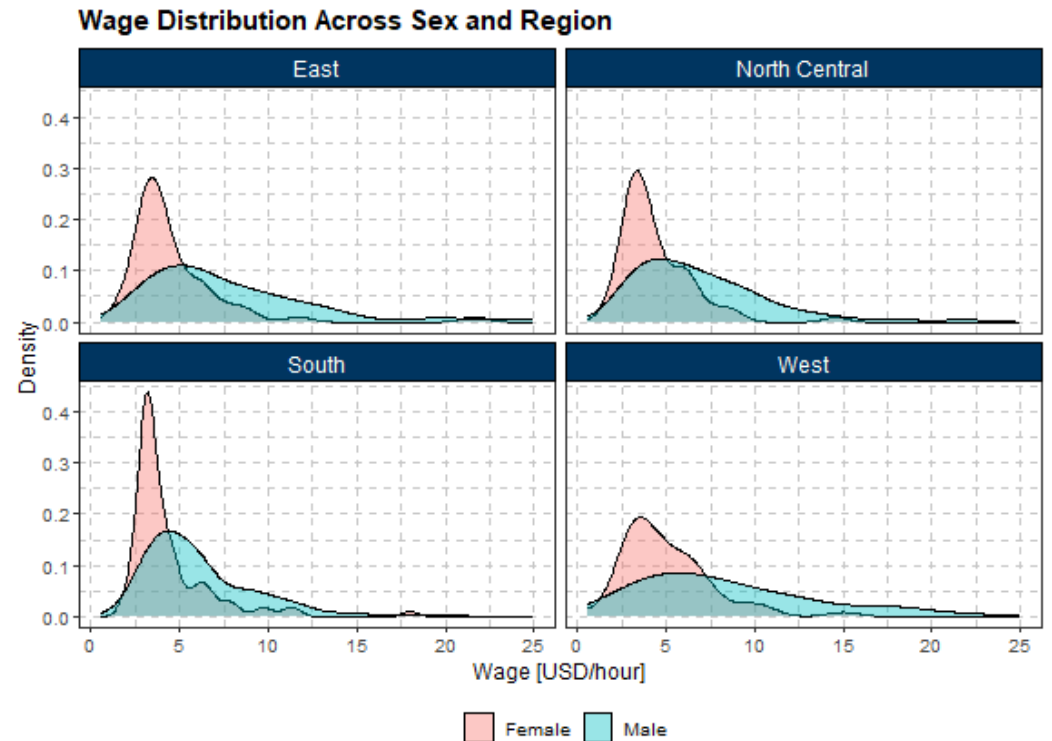 Wage Distribution Across Sex and Region
East
North Central
0.4
0.3
0.2
0.1
0.0
Density
South
West
0.4
0.3
0.2
0.1
0.0
0 5 10 15 20 25 0 5 10 15 20 25
Wage [USD/hour]
Female Male